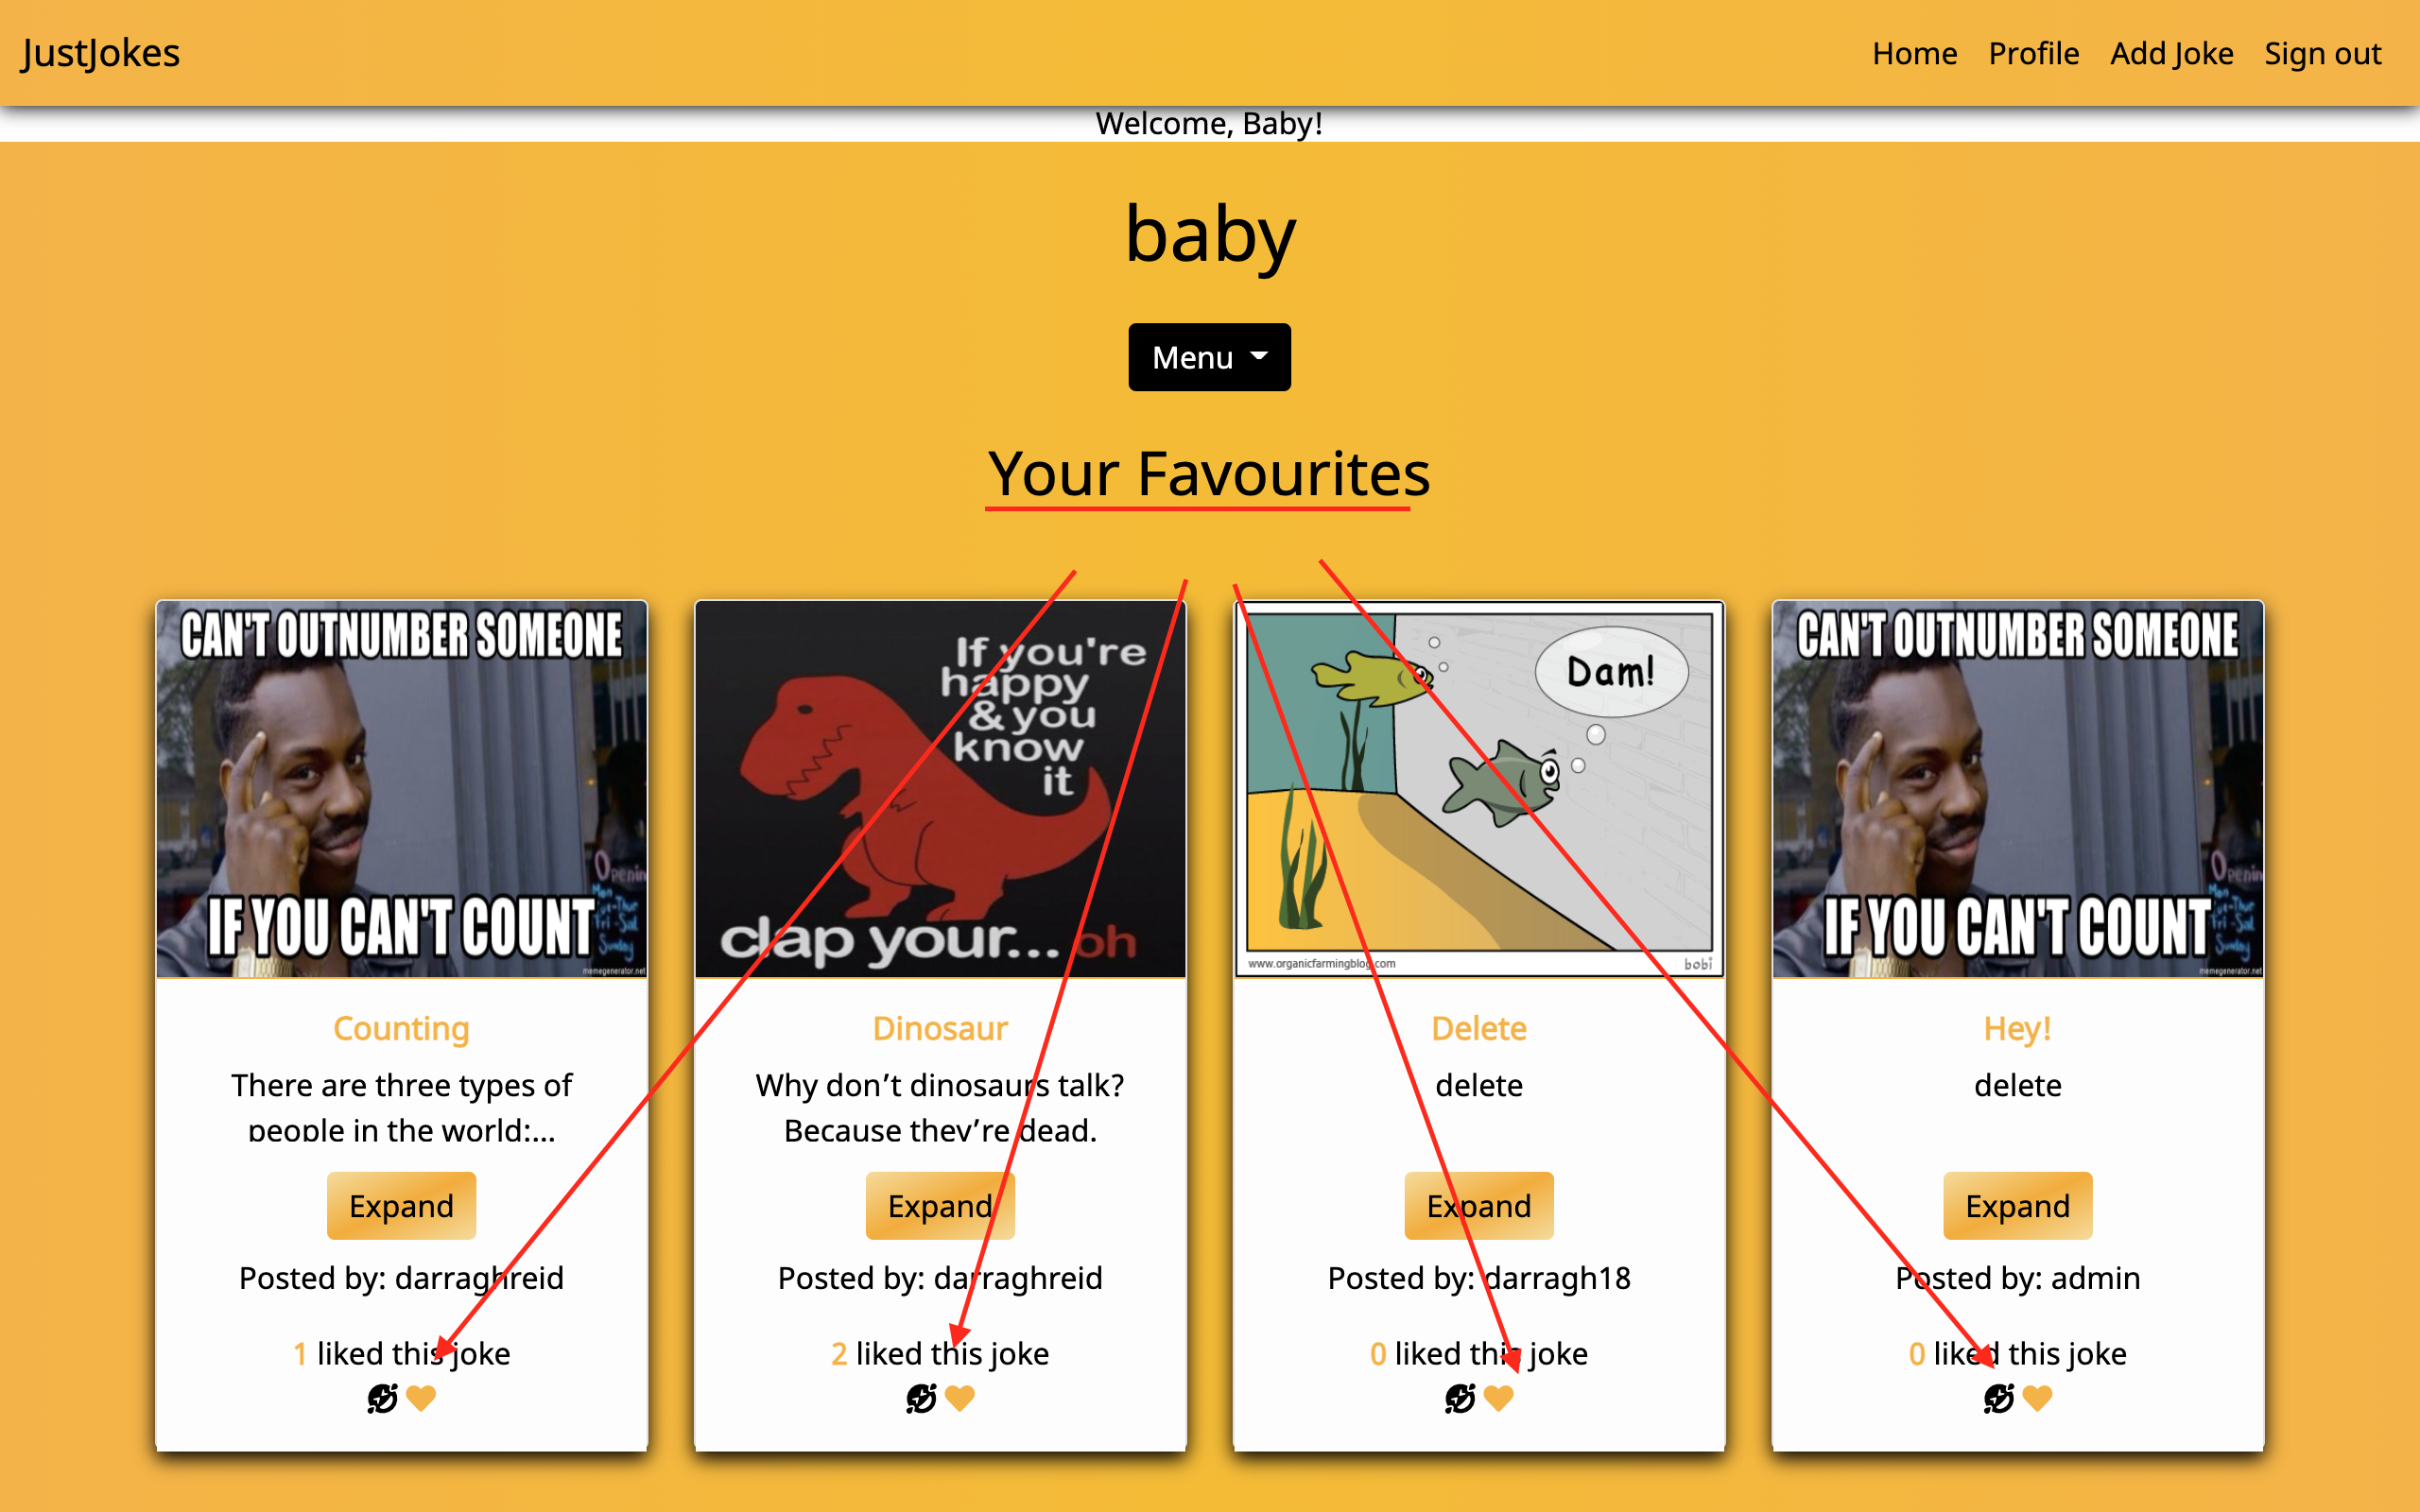 JustJokes
Home Profile Add Joke Sign out
Welcome, Baby!
baby
Menu
Your Favourites
CAN'T OUTNUMBER SOMEONE
IF YOU CAN'T COUNT
memegenerator.net
Counting
There are three types of
people in the world:...
Expand
Posted by: darraghreid
1 liked this joke
If you're
happy
& you
know
it
clap your... oh
Dinosaur
Why don’t dinosaurs talk?
Because they’re dead.
Expand
Posted by: darraghreid
2 liked this joke
Dam!
www.organicfarmingblog.com
bobi
Delete
delete
Expand
Posted by: darragh18
0 liked this joke
CAN'T OUTNUMBER SOMEONE
IF YOU CAN'T COUNT
memegenerator.net
Hey!
delete
Expand
Posted by: admin
0 liked this joke